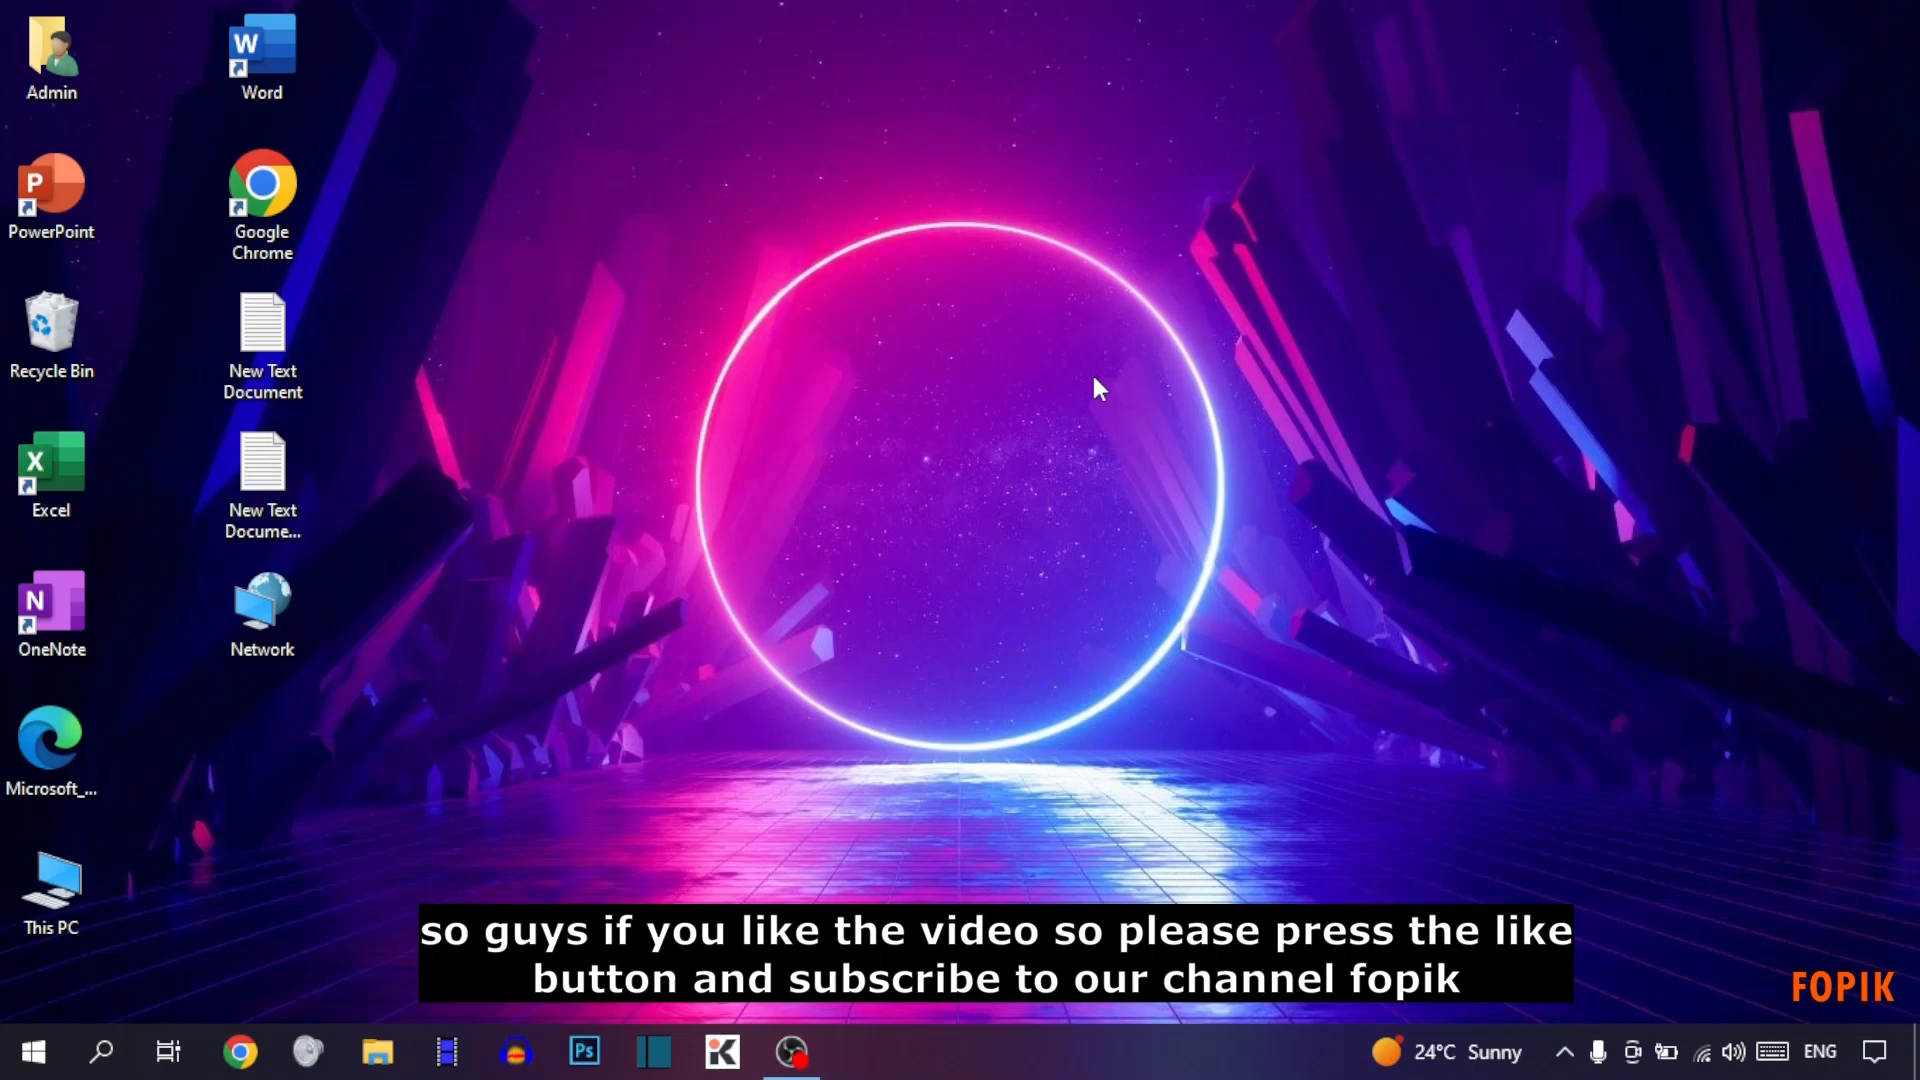 Admin
Word
PowerPoint
Google
Chrome
Recycle Bin
New Text
Document
Excel
New Text
Docume...
OneNote
Network
Microsoft_...
This PC
so guys if you like the video so please press the like
button and subscribe to our channel fopik
FOPIK
24°C Sunny
ENG